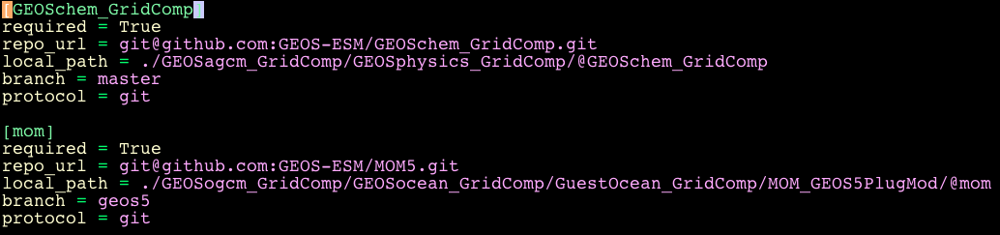 [GEOSchem_GridComp]
required = True
repo_url = git@github.com:GEOS-ESM/GEOSchem_GridComp.git
local_path = ./GEOSagcm_GridComp/GEOSphysics_GridComp/@GEOSchem_GridComp
branch = master
protocol = git

[mom]
required = True
repo_url = git@github.com:GEOS-ESM/MOM5.git
local_path = ./GEOSogcm_GridComp/GEOSocean_GridComp/GuestOcean_GridComp/MOM_GEOS5PlugMod/@mom
branch = geos5
protocol = git